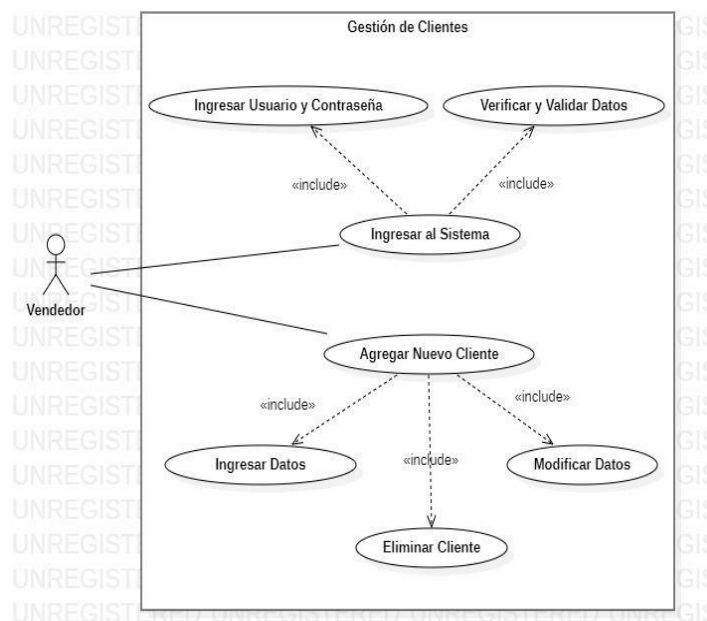 Gestión de Clientes
Ingresar Usuario y Contraseña
Verificar y Validar Datos
«include»
«include»
Ingresar al Sistema
Vendedor
Agregar Nuevo Cliente
«include»
«include»
Ingresar Datos
«include»
Modificar Datos
Eliminar Cliente
UNREGISTERED UNREGISTERED UNREGISTERED UNREGIS